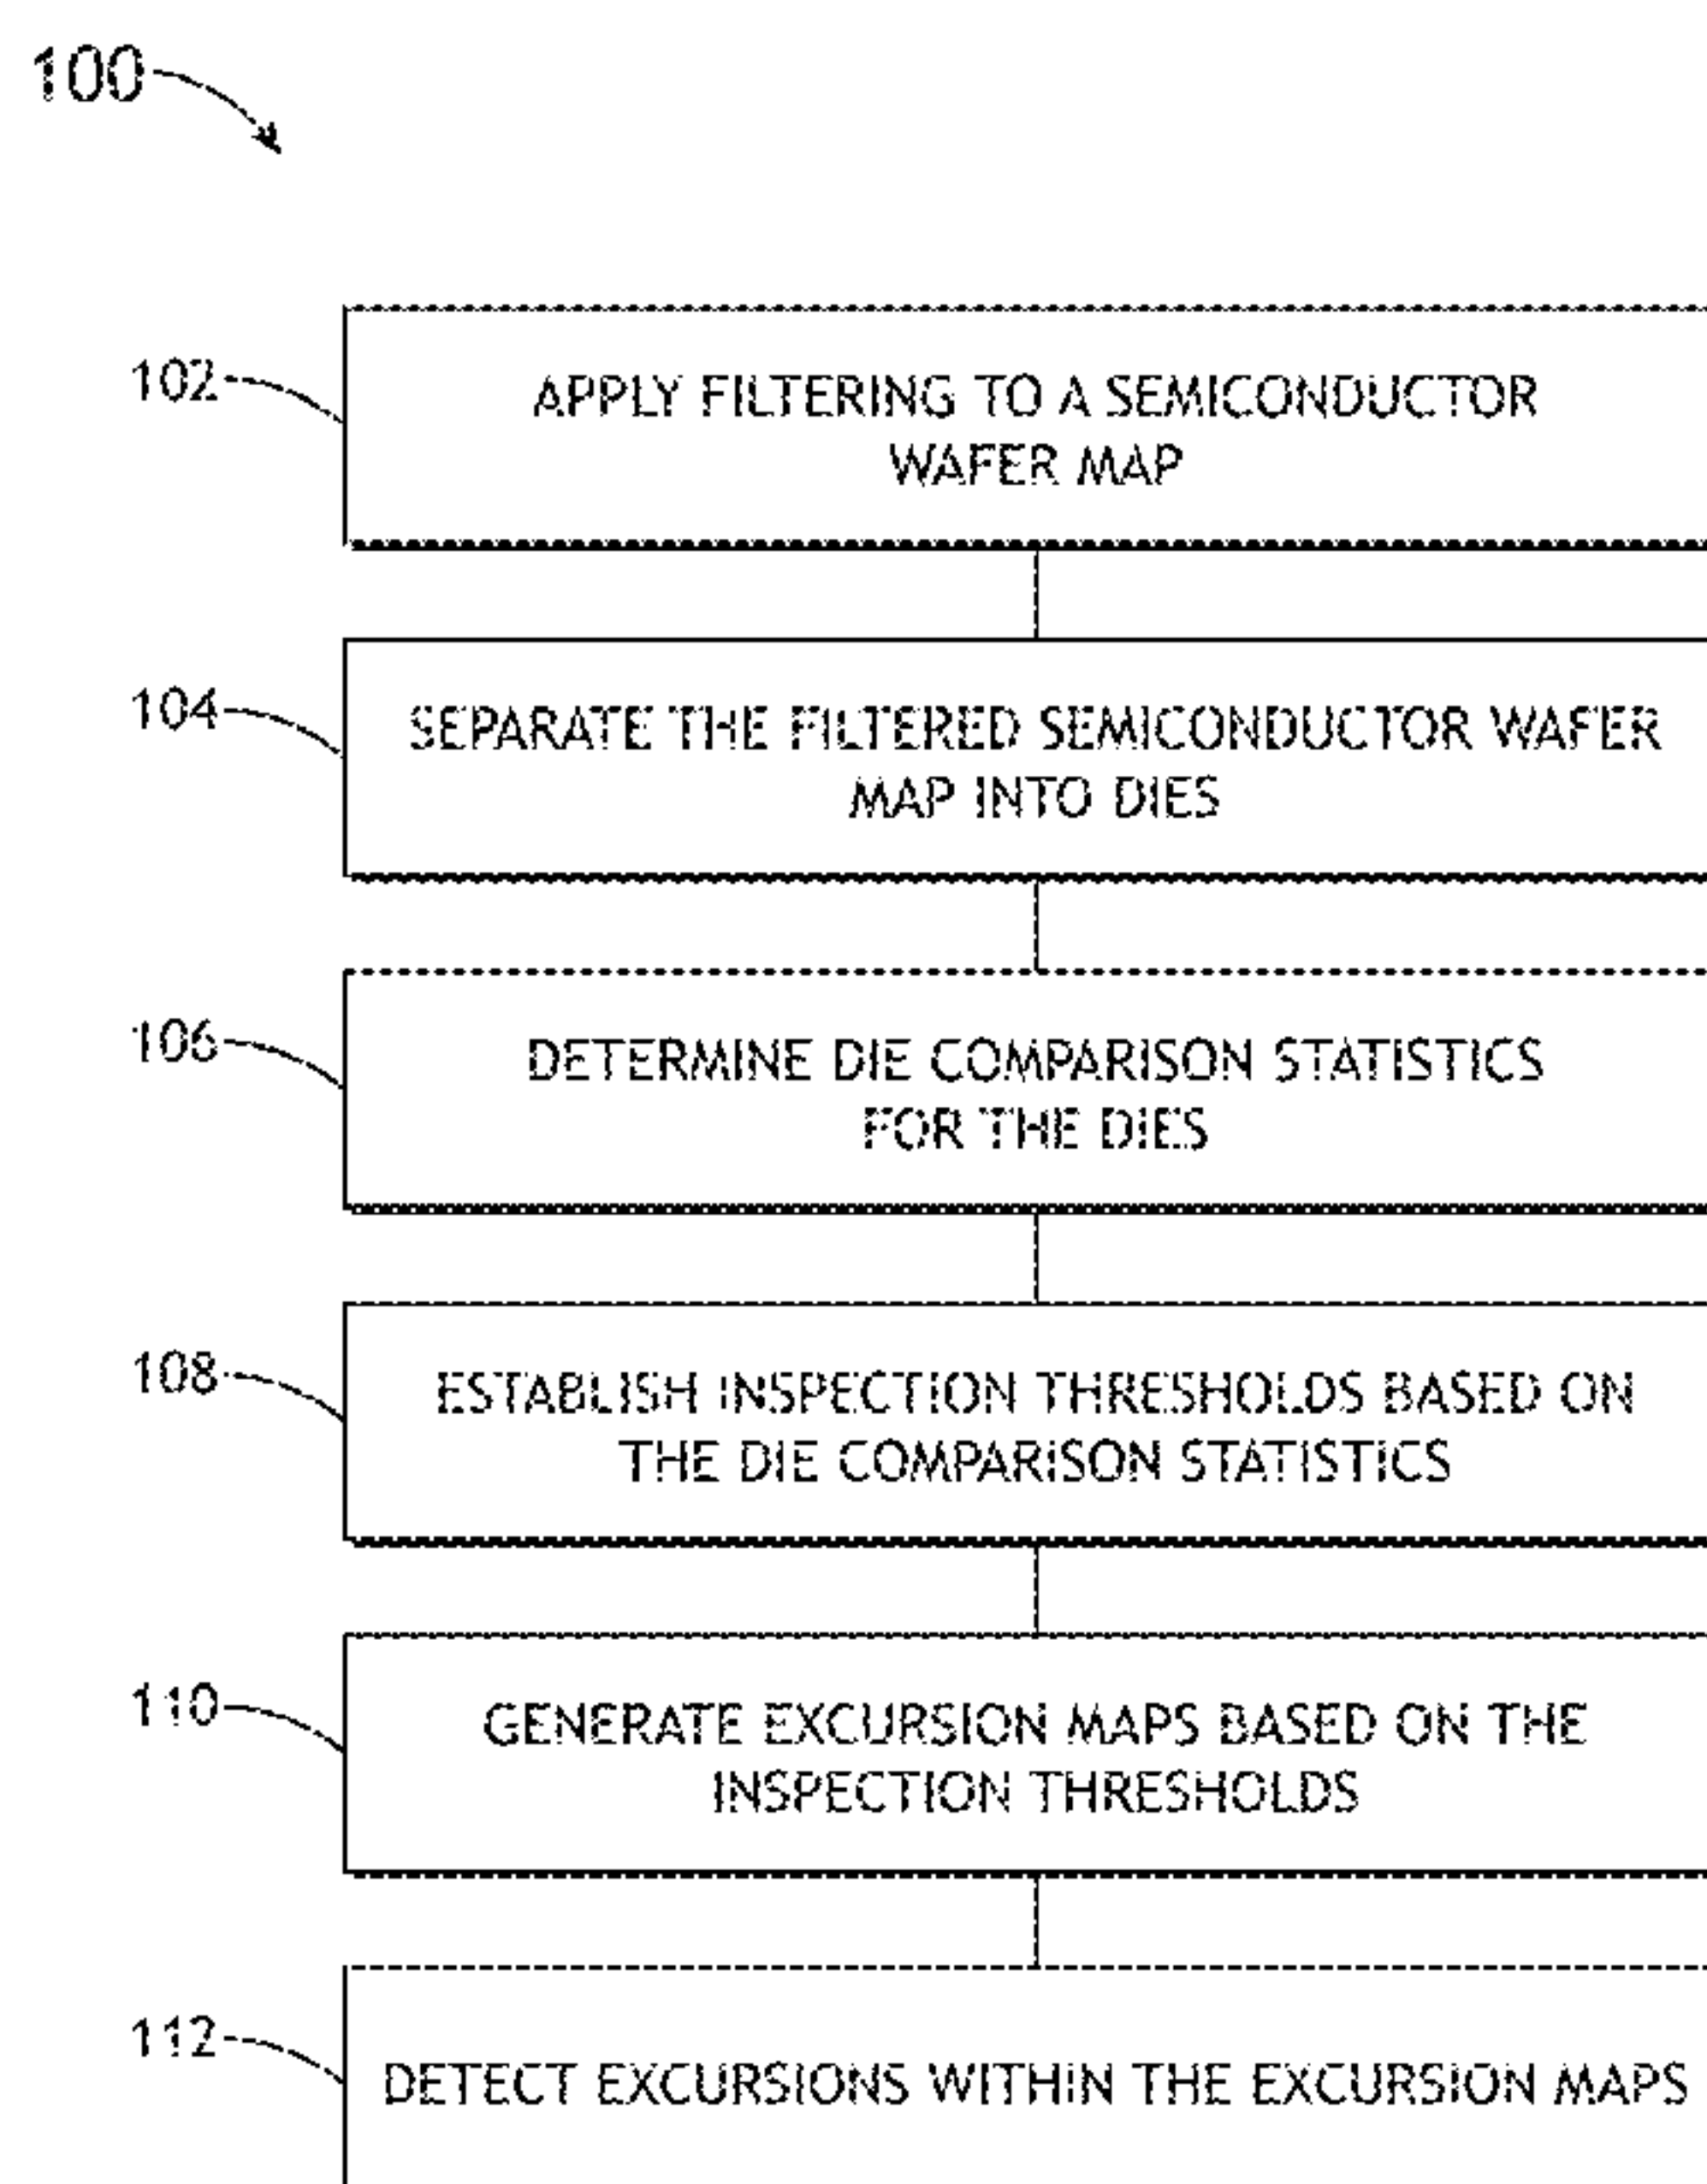 100
102
APPLY FILTERING TO A SEMICONDUCTOR
WAFER MAP
104
SEPARATE THE FILTERED SEMICONDUCTOR WAFER
MAP INTO DIES
106
DETERMINE DIE COMPARISON STATISTICS
FOR THE DIES
108
ESTABLISH INSPECTION THRESHOLDS BASED ON
THE DIE COMPARISON STATISTICS
110
GENERATE EXCURSION MAPS BASED ON THE
INSPECTION THRESHOLDS
112
DETECT EXCURSIONS WITHIN THE EXCURSION MAPS